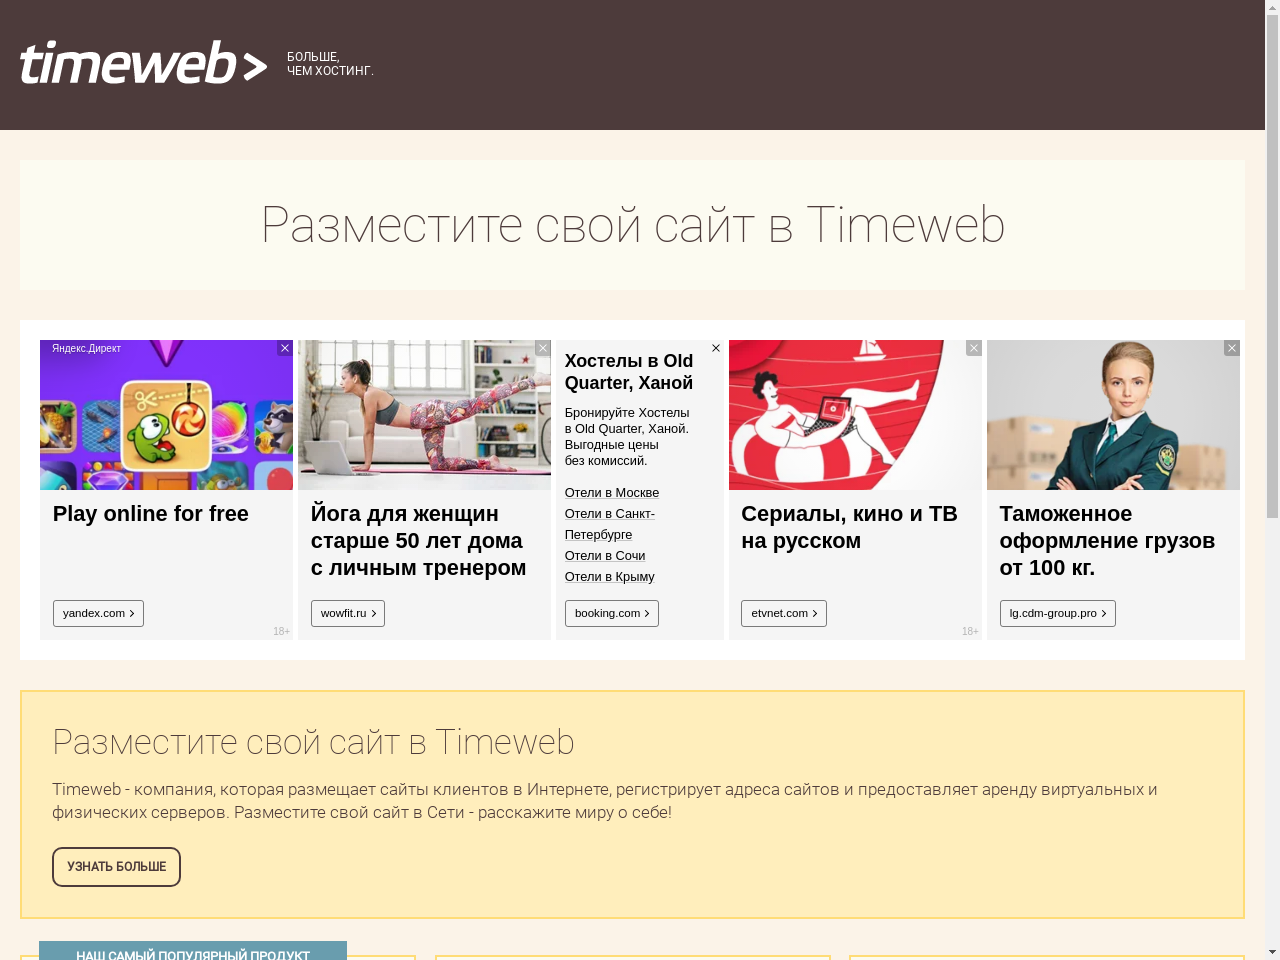 timeweb>
БОЛЬШЕ,
ЧЕМ ХОСТИНГ.
Разместите свой сайт в Timeweb
Яндекс.Директ
Play online for free
yandex.com
18+
Йога для женщин
старше 50 лет дома
с личным тренером
wowfit.ru
Хостелы в Old
Quarter, Ханой
Бронируйте Хостелы
в Old Quarter, Ханой.
Выгодные цены
без комиссий.
Отели в Москве
Отели в Санкт-
Петербурге
Отели в Сочи
Отели в Крыму
booking.com
Сериалы, кино и ТВ
на русском
etvnet.com
18+
Таможенное
оформление грузов
от 100 кг.
lg.cdm-group.pro
Разместите свой сайт в Timeweb
Timeweb - компания, которая размещает сайты клиентов в Интернете, регистрирует адреса сайтов и предоставляет аренду виртуальных и
физических серверов. Разместите свой сайт в Сети - расскажите миру о себе!
УЗНАТЬ БОЛЬШЕ
НАШ САМЫЙ ПОПУЛЯРНЫЙ ПРОДУКТ